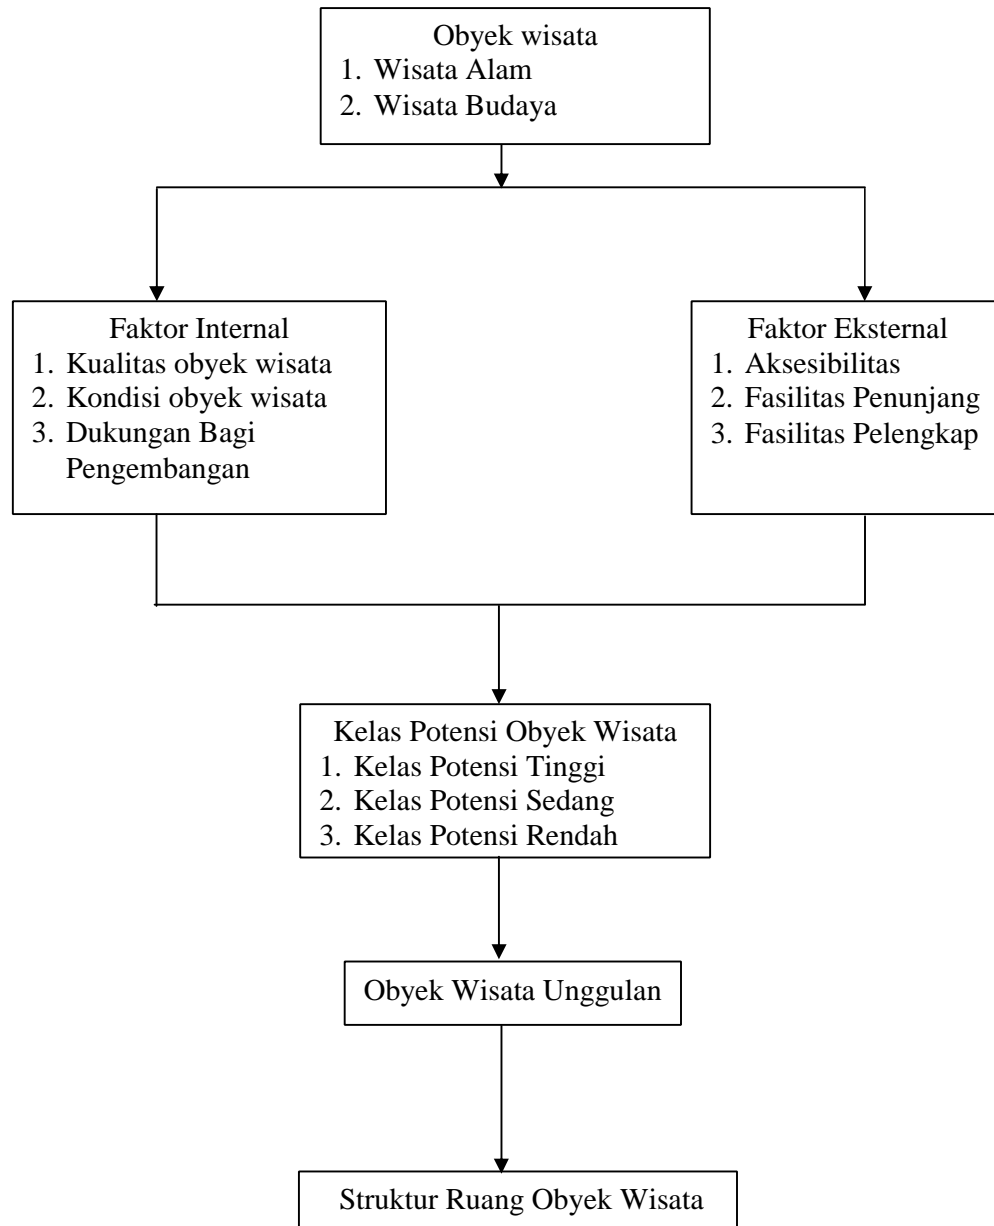 Obyek wisata
1. Wisata Alam
2. Wisata Budaya
Faktor Internal
1. Kualitas obyek wisata
2. Kondisi obyek wisata
3. Dukungan Bagi
Pengembangan
Faktor Eksternal
1. Aksesibilitas
2. Fasilitas Penunjang
3. Fasilitas Pelengkap
Kelas Potensi Obyek Wisata
1. Kelas Potensi Tinggi
2. Kelas Potensi Sedang
3. Kelas Potensi Rendah
Obyek Wisata Unggulan
Struktur Ruang Obyek Wisata